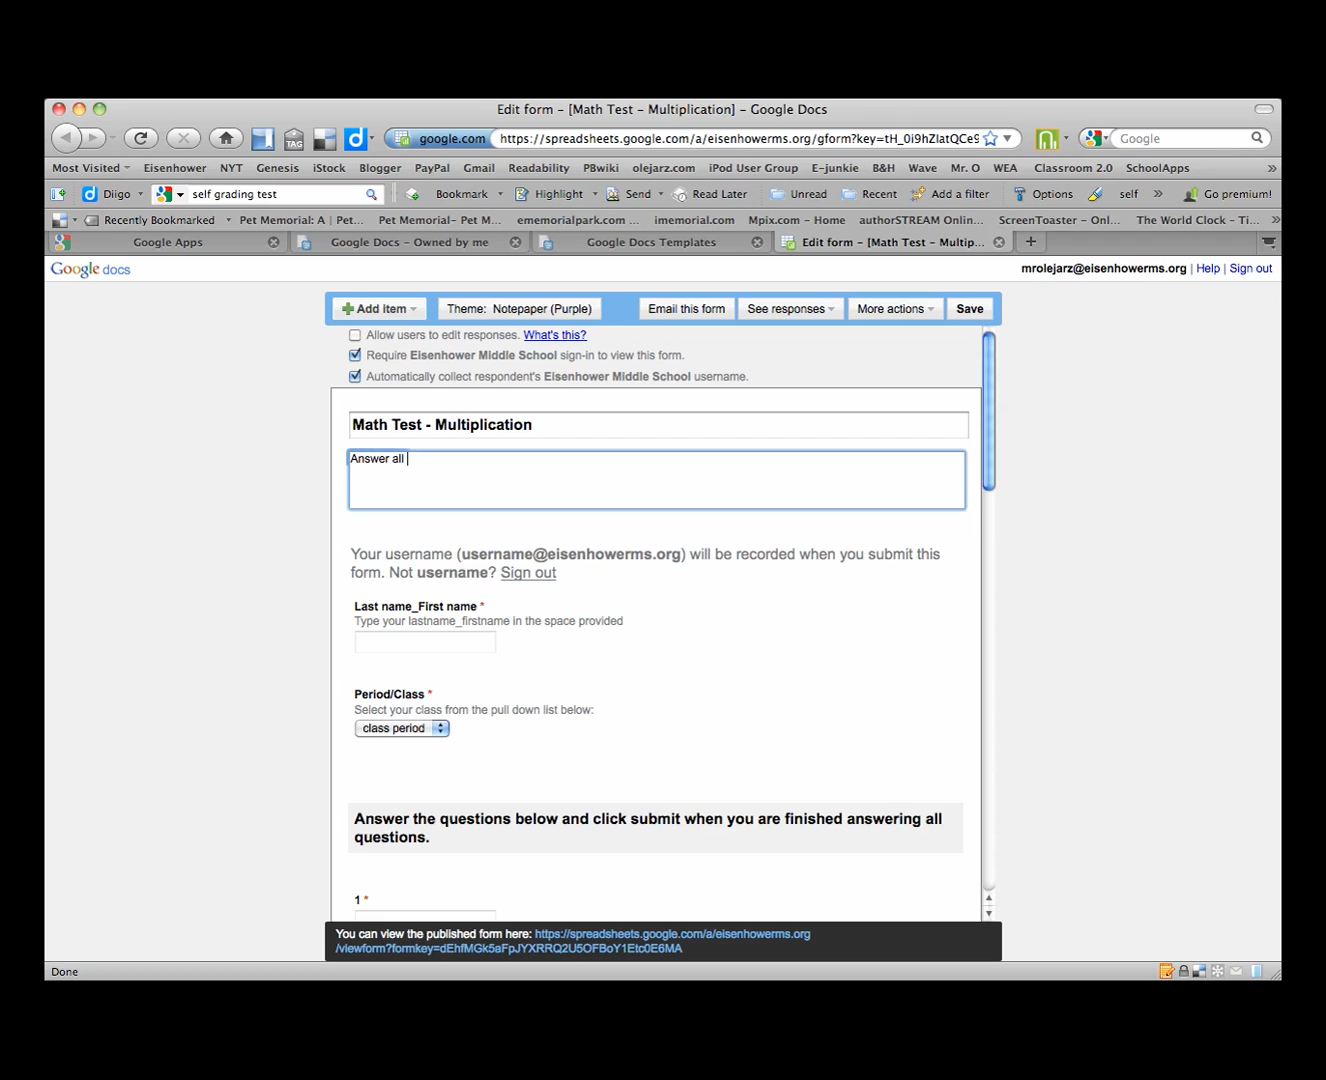 Edit form – [Math Test – Multiplication] – Google Docs
google.com https://spreadsheets.google.com/a/eisenhowerms.org/gform?key=tH_0i9hZlatQCe9 Google
TAG
Most Visited Eisenhower NYT Genesis iStock Blogger PayPal Gmail Readability PBwiki olejarz.com iPod User Group E-junkie B&H Wave Mr. O WEA Classroom 2.0 SchoolApps »
Diigo self grading test Bookmark Highlight Send Read Later Unread Recent Add a filter Options self » Go premium!
Recently Bookmarked Pet Memorial: A | Pet... Pet Memorial- Pet M... ememorialpark.com ... imemorial.com Mpix.com – Home authorSTREAM Onlin... ScreenToaster – Onl... The World Clock – Ti... »
Google Apps Google Docs – Owned by me Google Docs Templates Edit form – [Math Test – Multip...
Google docs mrolejarz@eisenhowerms.org | Help | Sign out
Add item Theme: Notepaper (Purple) Email this form See responses More actions Save
Allow users to edit responses. What's this?
Require Eisenhower Middle School sign-in to view this form.
Automatically collect respondent's Eisenhower Middle School username.
Math Test - Multiplication
Answer all
Your username (username@eisenhowerms.org) will be recorded when you submit this
form. Not username? Sign out
Last name_First name *
Type your lastname_firstname in the space provided
Period/Class *
Select your class from the pull down list below:
class period
Answer the questions below and click submit when you are finished answering all
questions.
1 *
You can view the published form here: https://spreadsheets.google.com/a/eisenhowerms.org
/viewform?formkey=dEhfMGk5aFpJYXRRQ2U5OFBoY1Etc0E6MA
Done